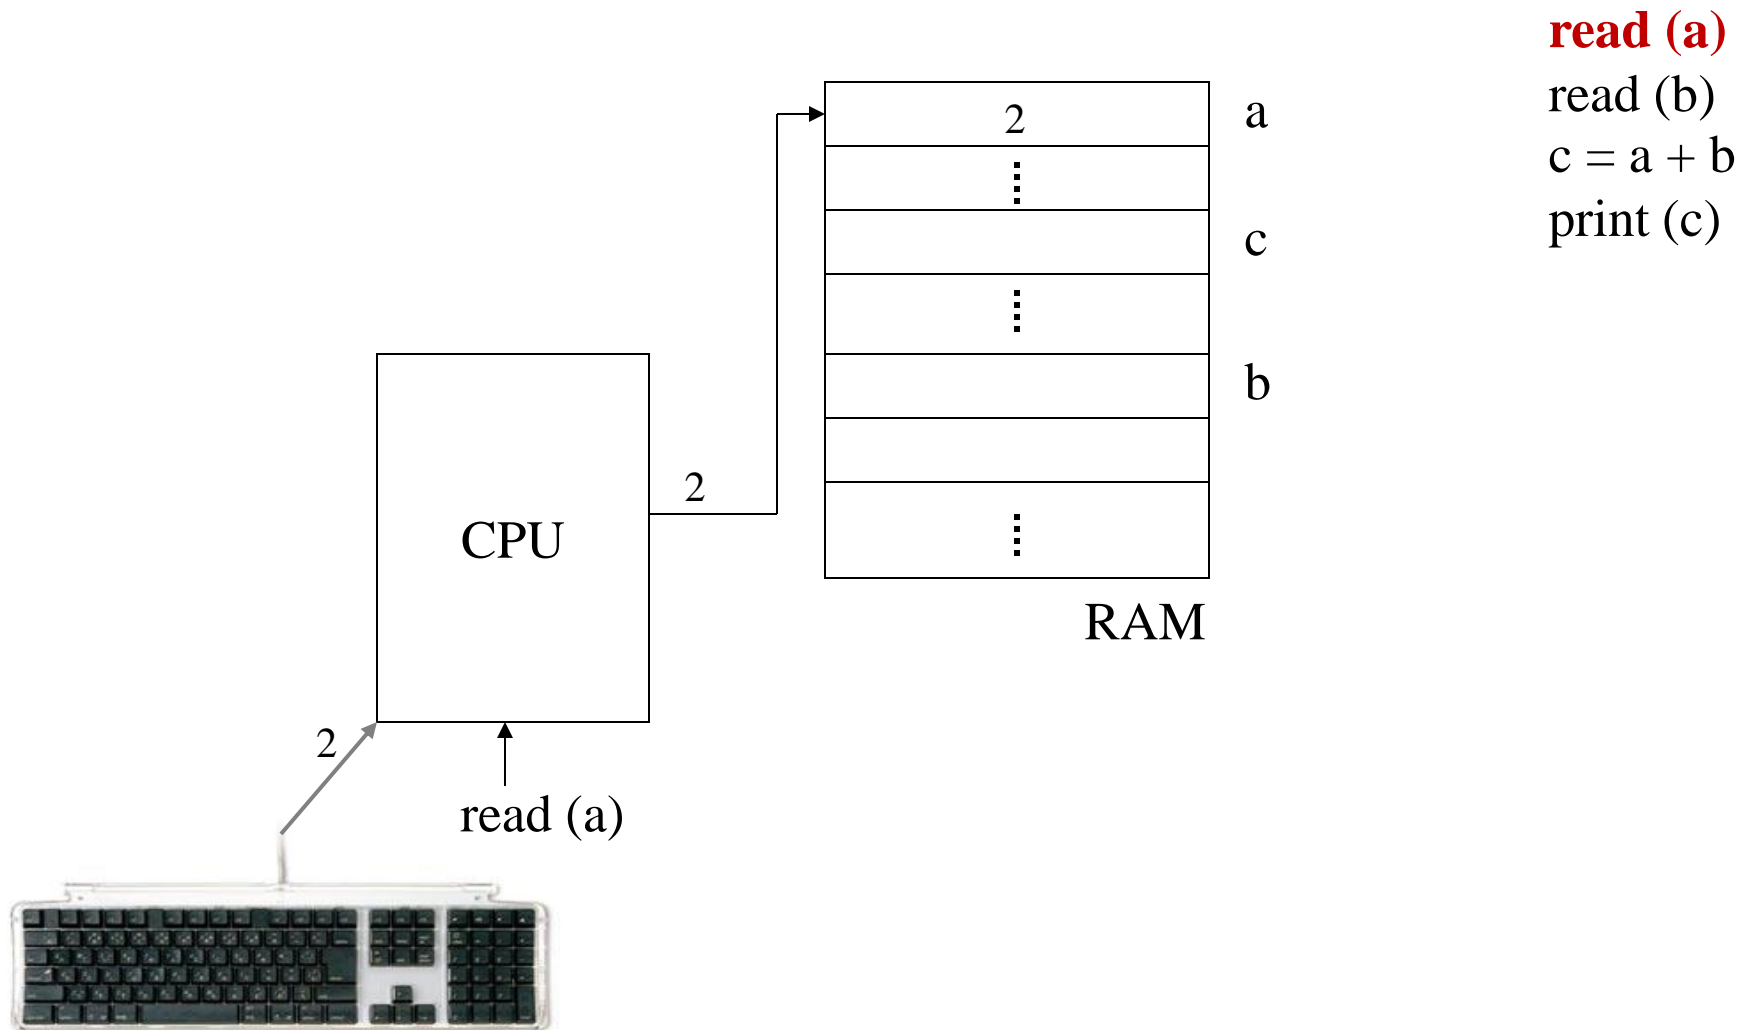 read (a)
read (b)
c = a + b
print (c)
2
a
c
b
2
CPU
RAM
2
read (a)